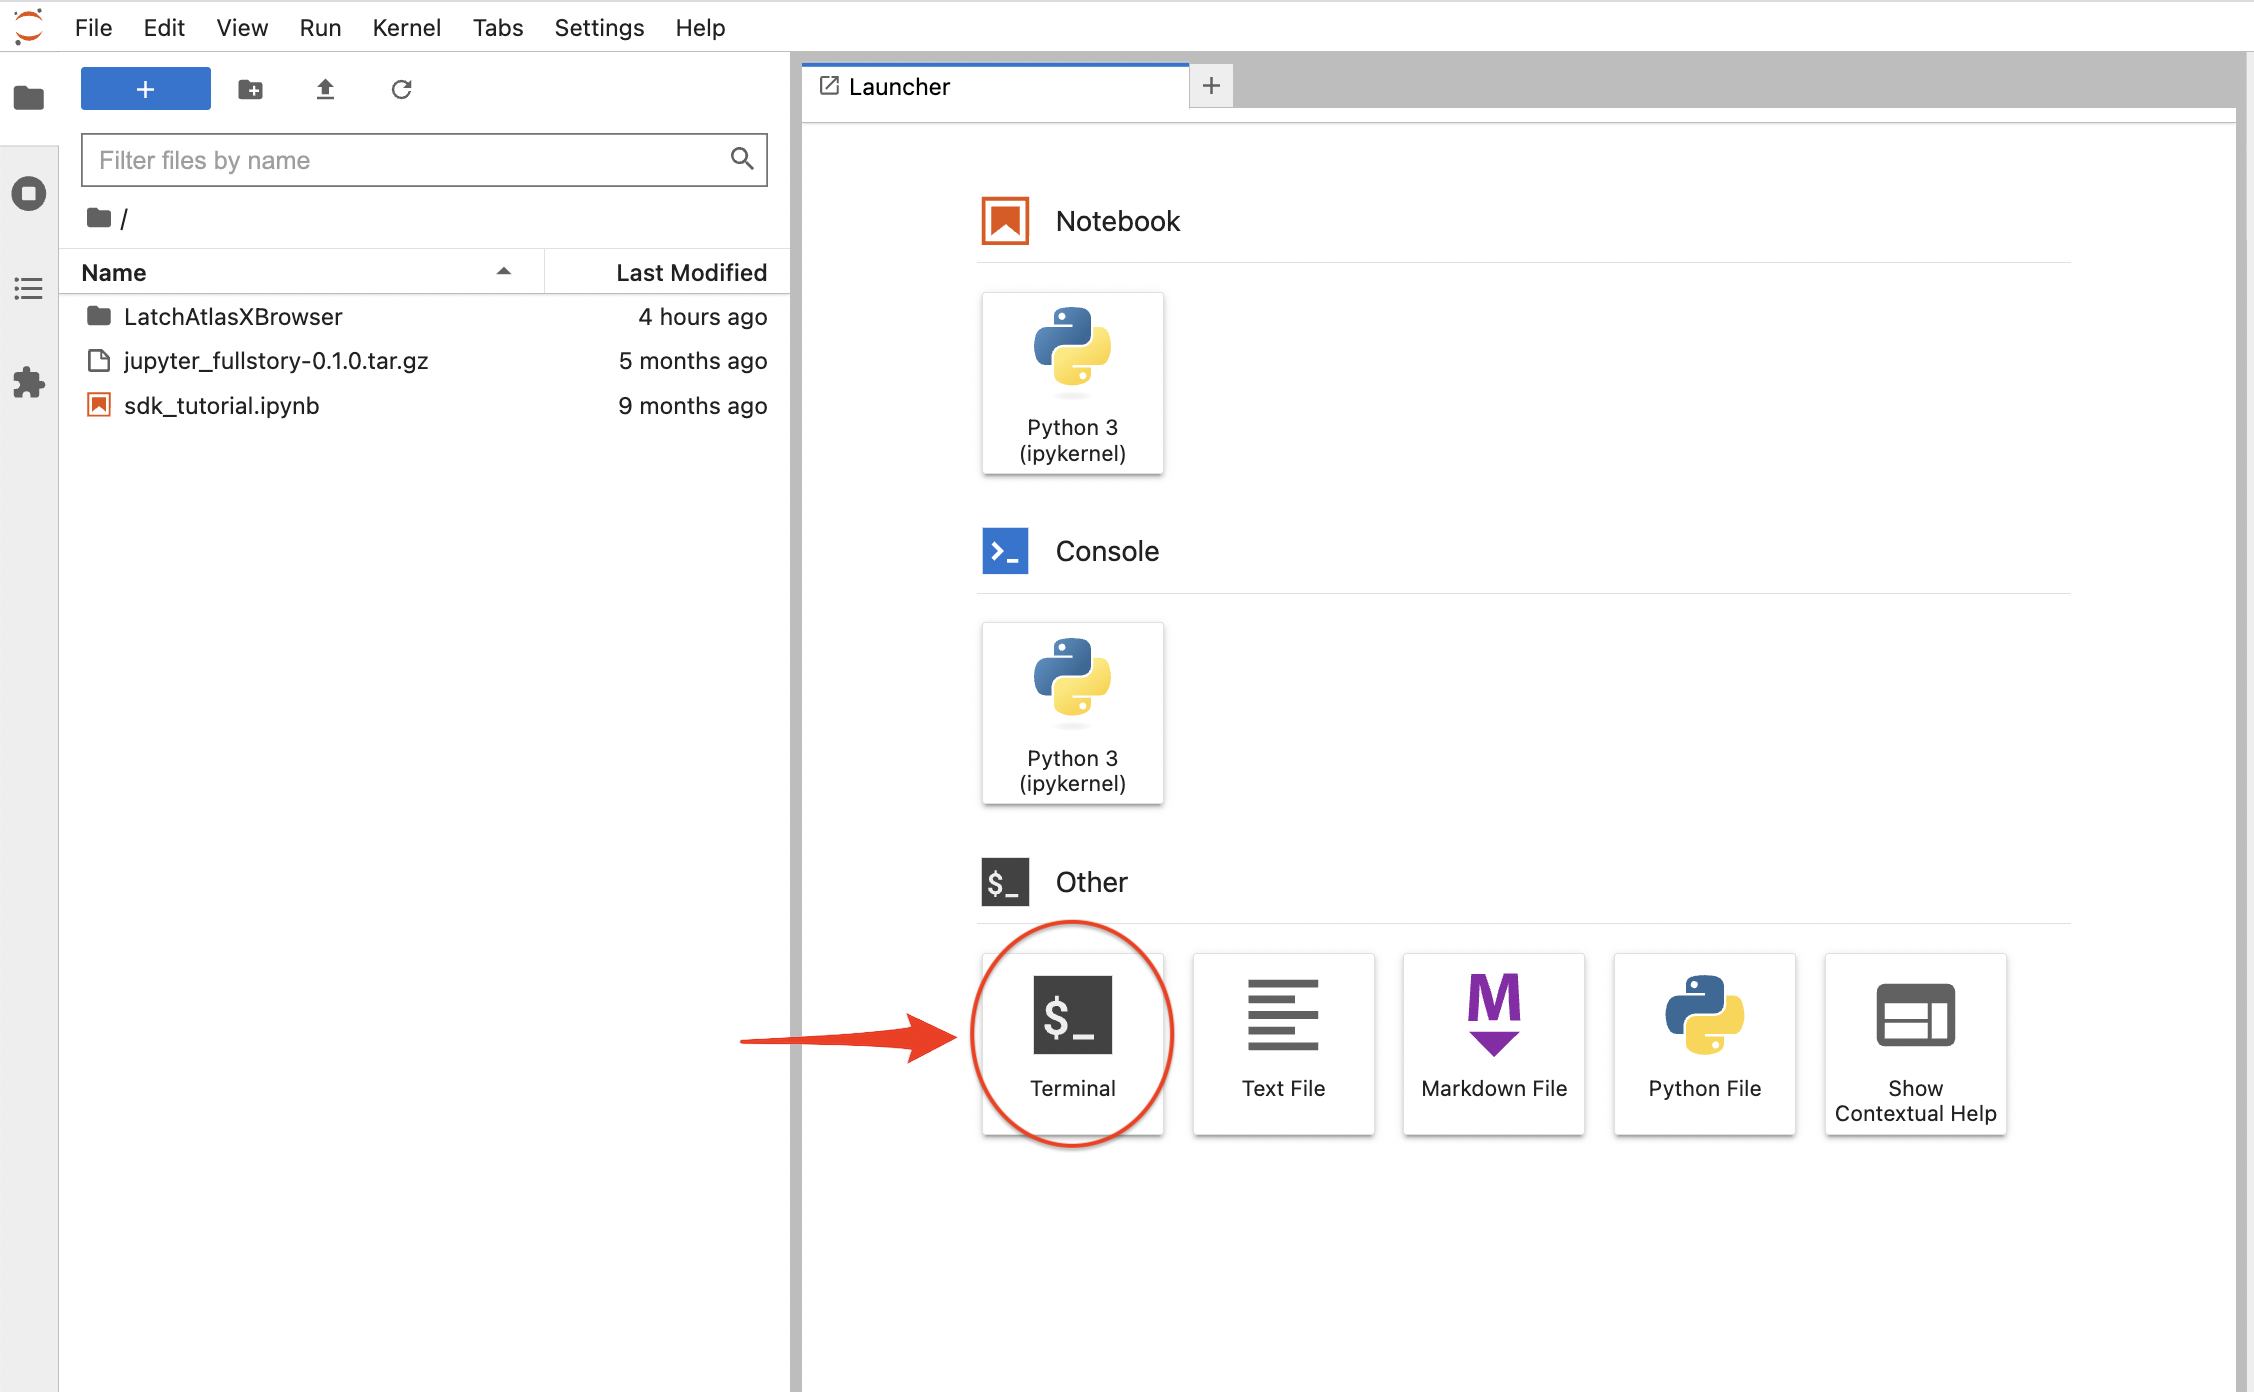 File Edit View Run Kernel Tabs Settings Help
+
Filter files by name
/
Name Last Modified
LatchAtlasXBrowser 4 hours ago
jupyter_fullstory-0.1.0.tar.gz 5 months ago
sdk_tutorial.ipynb 9 months ago
Launcher +
Notebook
Python 3
(ipykernel)
>_ Console
Python 3
(ipykernel)
$_ Other
$_
Terminal
Text File
M
Markdown File
Python File
Show
Contextual Help